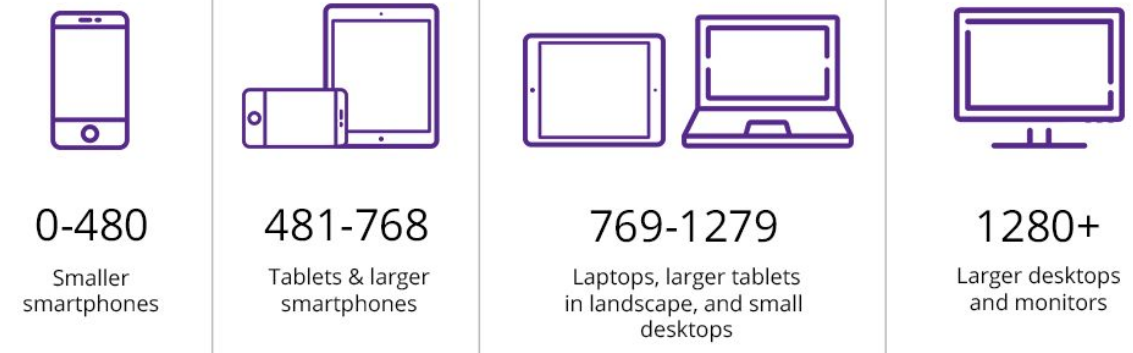 0-480
Smaller
smartphones
481-768
Tablets & larger
smartphones
769-1279
Laptops, larger tablets
in landscape, and small
desktops
1280+
Larger desktops
and monitors